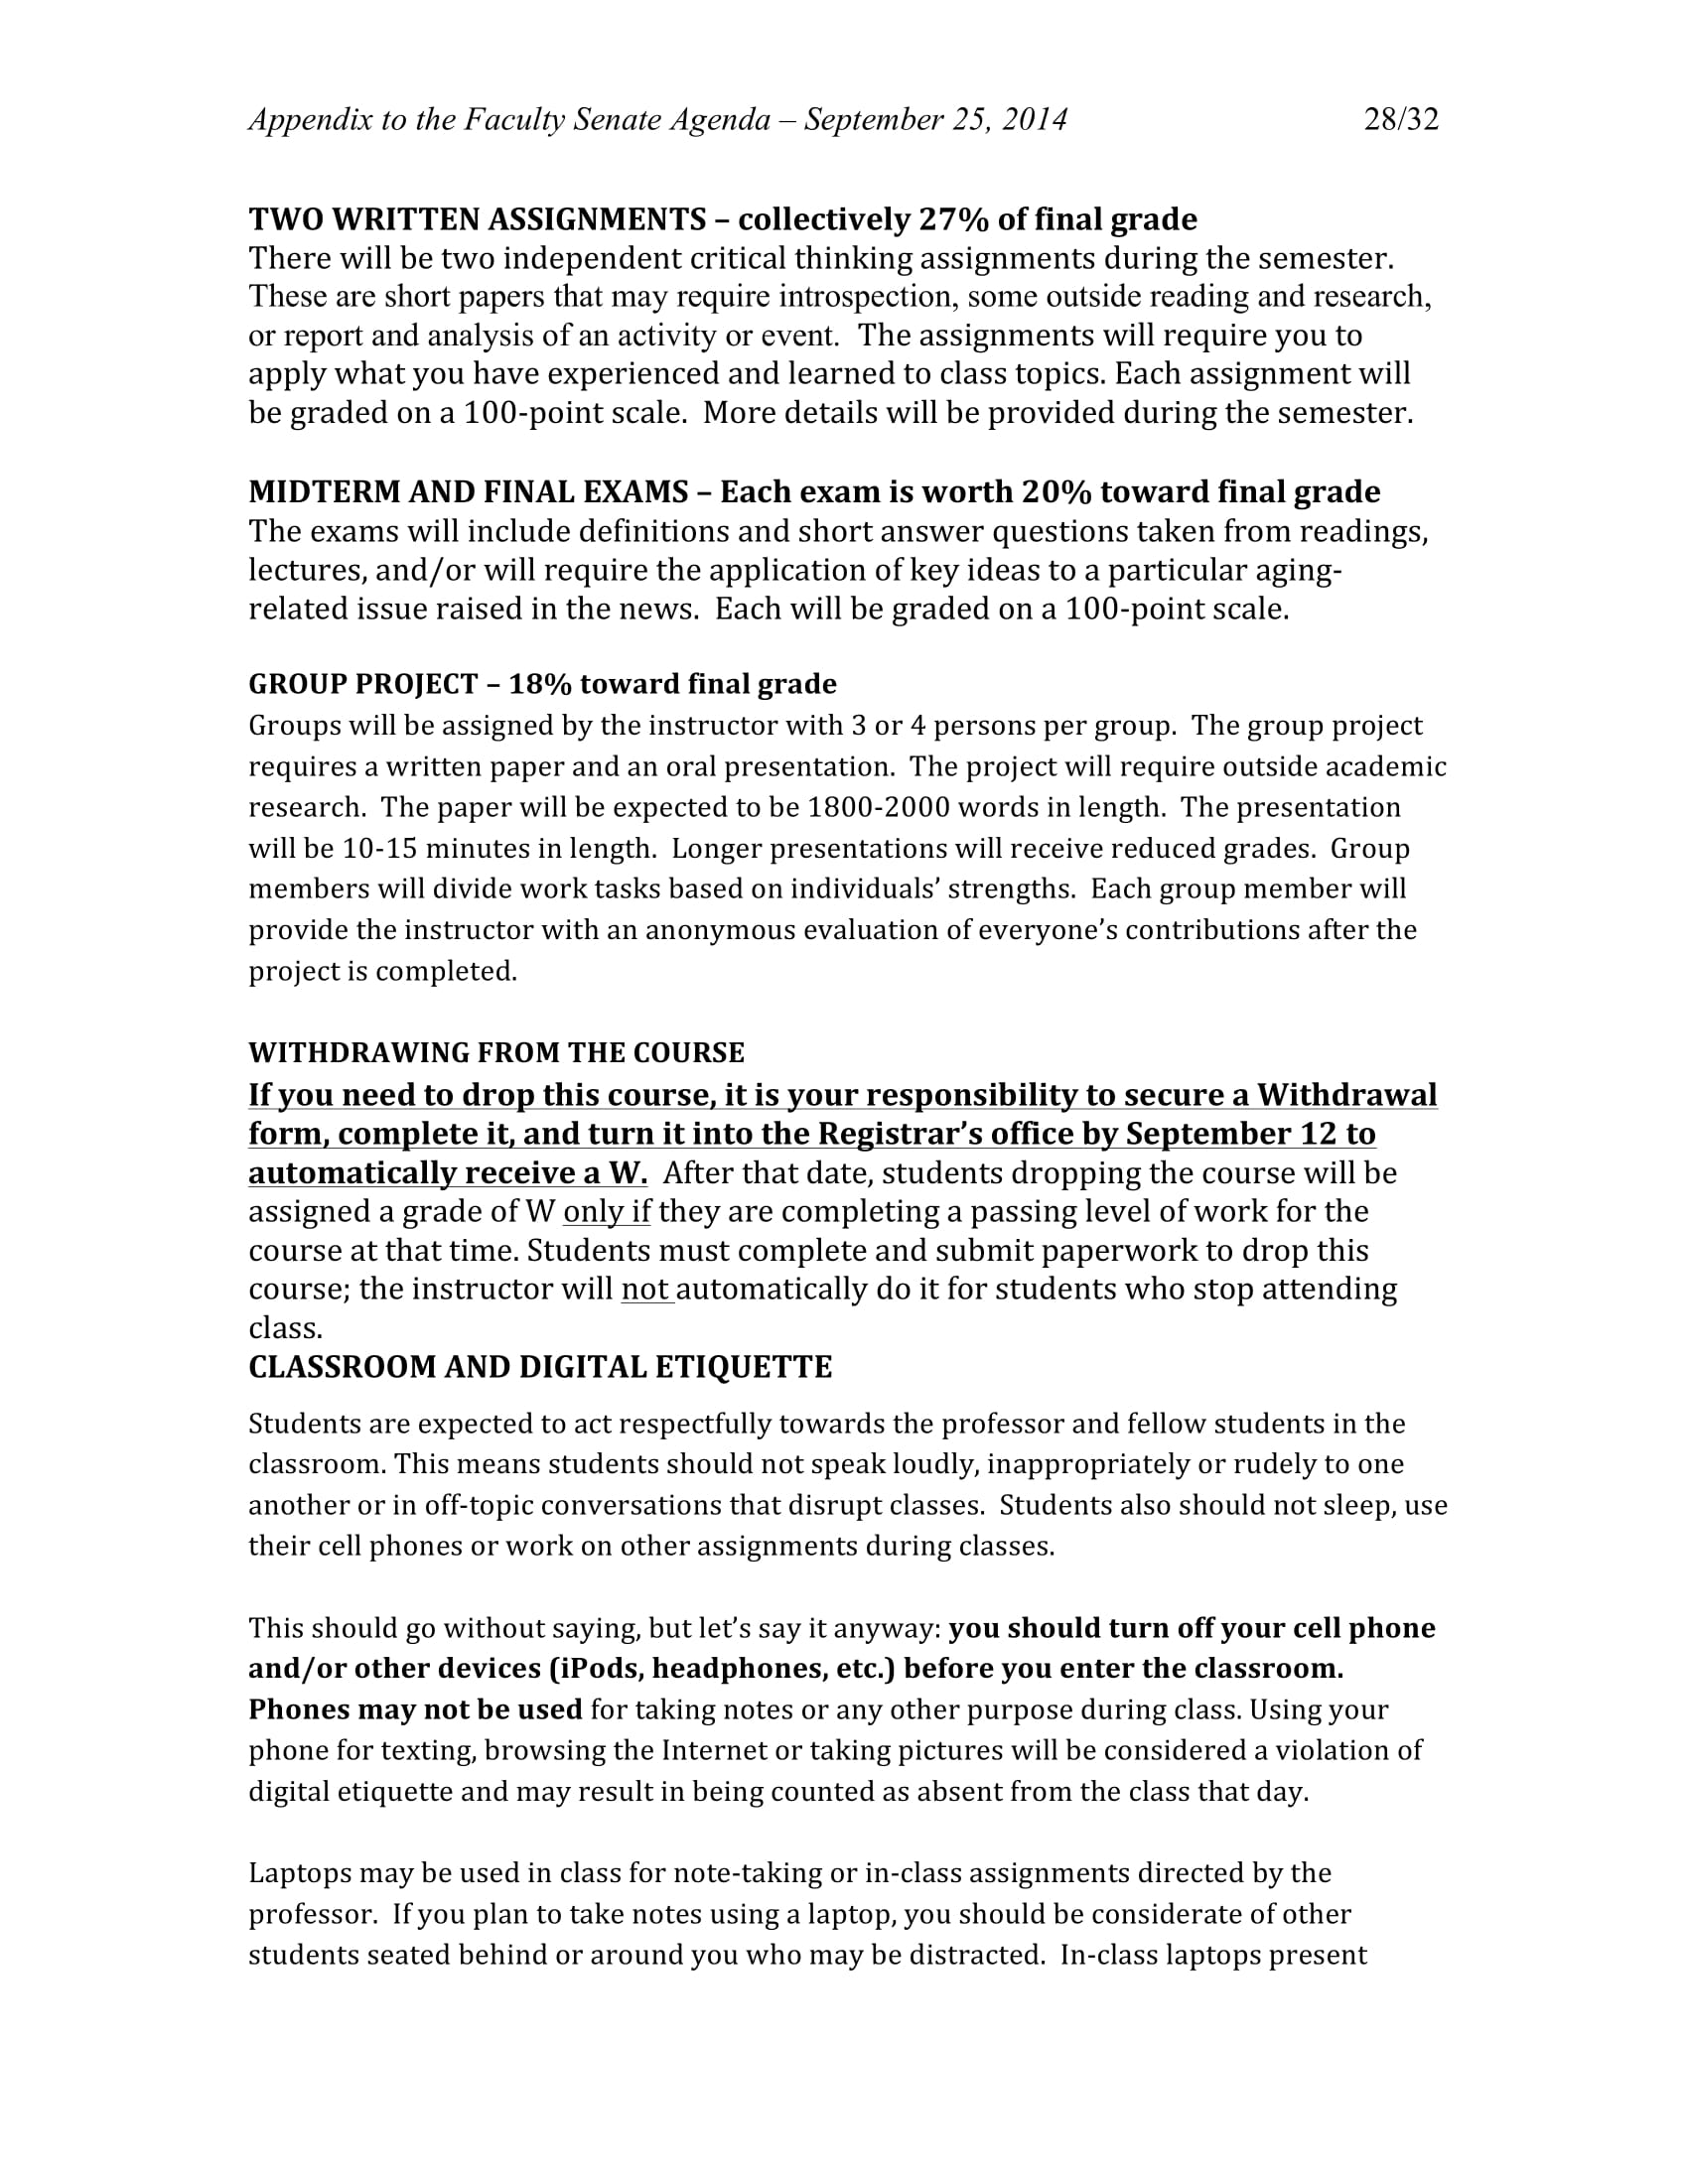 Appendix to the Faculty Senate Agenda – September 25, 2014 28/32
TWO WRITTEN ASSIGNMENTS – collectively 27% of final grade
There will be two independent critical thinking assignments during the semester.
These are short papers that may require introspection, some outside reading and research,
or report and analysis of an activity or event.  The assignments will require you to
apply what you have experienced and learned to class topics. Each assignment will
be graded on a 100-point scale.  More details will be provided during the semester.
MIDTERM AND FINAL EXAMS – Each exam is worth 20% toward final grade
The exams will include definitions and short answer questions taken from readings,
lectures, and/or will require the application of key ideas to a particular aging-
related issue raised in the news.  Each will be graded on a 100-point scale.
GROUP PROJECT – 18% toward final grade
Groups will be assigned by the instructor with 3 or 4 persons per group.  The group project
requires a written paper and an oral presentation.  The project will require outside academic
research.  The paper will be expected to be 1800-2000 words in length.  The presentation
will be 10-15 minutes in length.  Longer presentations will receive reduced grades.  Group
members will divide work tasks based on individuals’ strengths.  Each group member will
provide the instructor with an anonymous evaluation of everyone’s contributions after the
project is completed.
WITHDRAWING FROM THE COURSE
If you need to drop this course, it is your responsibility to secure a Withdrawal
form, complete it, and turn it into the Registrar’s office by September 12 to
automatically receive a W.  After that date, students dropping the course will be
assigned a grade of W only if they are completing a passing level of work for the
course at that time. Students must complete and submit paperwork to drop this
course; the instructor will not automatically do it for students who stop attending
class.
CLASSROOM AND DIGITAL ETIQUETTE
Students are expected to act respectfully towards the professor and fellow students in the
classroom. This means students should not speak loudly, inappropriately or rudely to one
another or in off-topic conversations that disrupt classes.  Students also should not sleep, use
their cell phones or work on other assignments during classes.
This should go without saying, but let’s say it anyway: you should turn off your cell phone
and/or other devices (iPods, headphones, etc.) before you enter the classroom.
Phones may not be used for taking notes or any other purpose during class. Using your
phone for texting, browsing the Internet or taking pictures will be considered a violation of
digital etiquette and may result in being counted as absent from the class that day.
Laptops may be used in class for note-taking or in-class assignments directed by the
professor.  If you plan to take notes using a laptop, you should be considerate of other
students seated behind or around you who may be distracted.  In-class laptops present